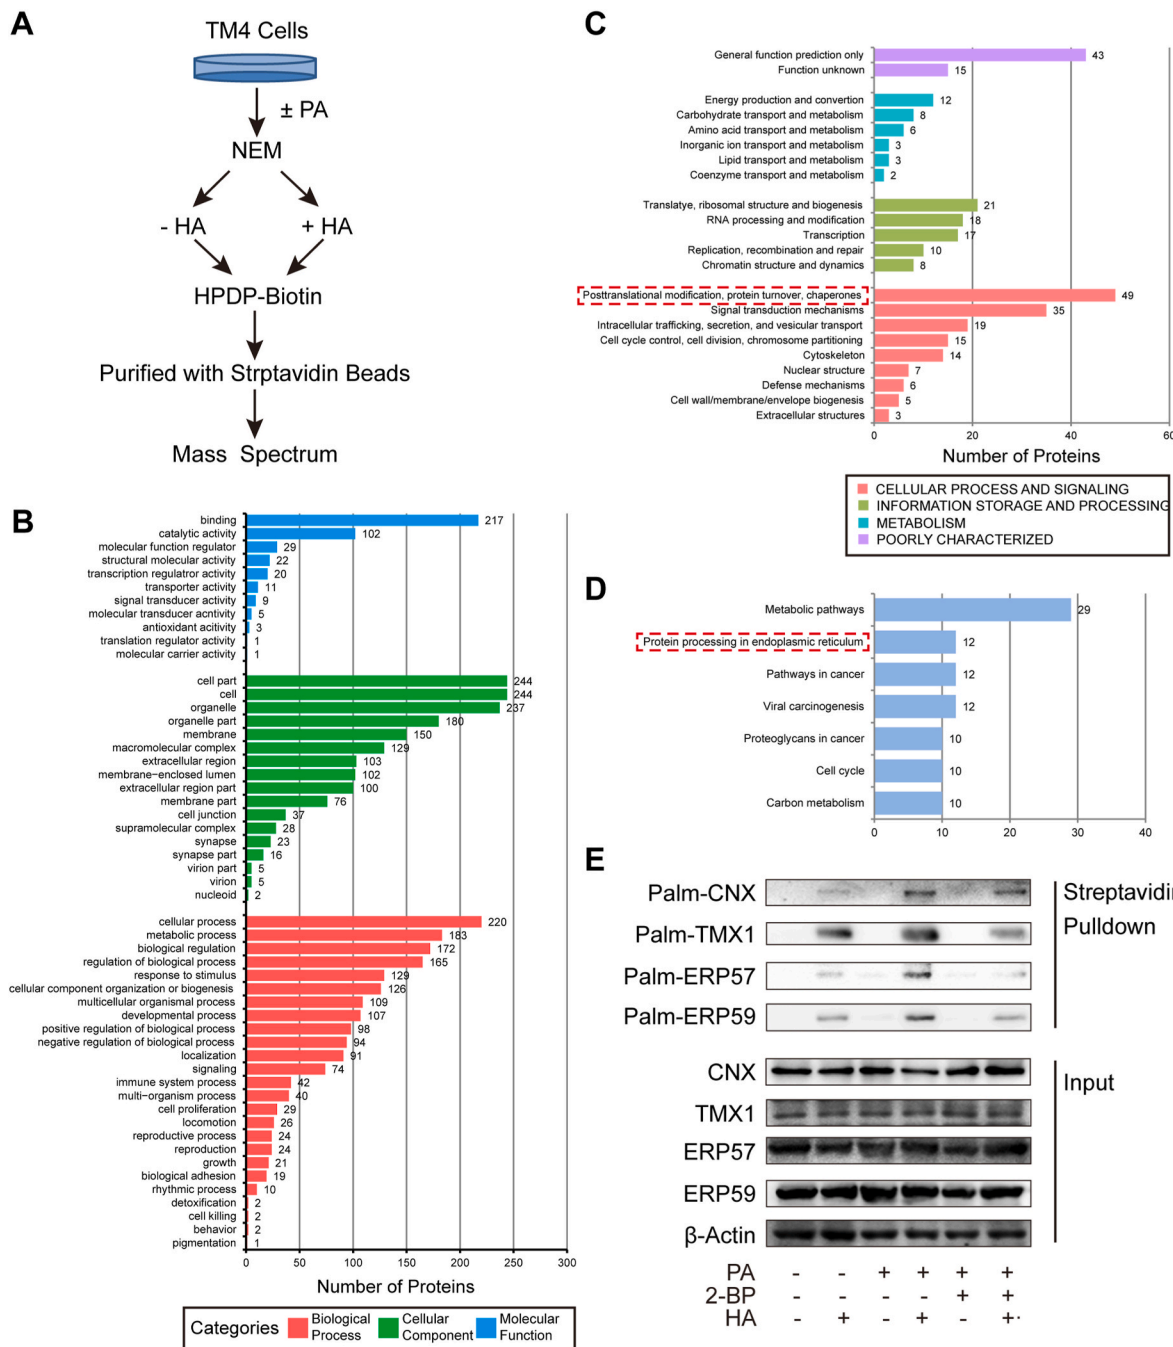 A
TM4 Cells
± PA
NEM
- HA
+ HA
HPDP-Biotin
Purified with Strptavidin Beads
Mass Spectrum
B
binding 217
catalytic activity 102
molecular function regulator 29
structural molecular activity 22
transcription regulatror activity 20
transporter activity 11
signal transducer activity 9
molecular transducer acntivity 5
antioxidant acitivity 3
translation regulator activity 1
molecular carrier activity 1
cell part 244
cell 244
organelle 237
organelle part 180
membrane 150
macromolecular complex 129
extracellular region 103
membrane-enclosed lumen 102
extracellular region part 100
membrane part 76
cell junction 37
supramolecular complex 28
synapse 23
synapse part 16
virion part 5
virion 5
nucleoid 2
cellular process 220
metabolic process 183
biological regulation 172
regulation of biological process 165
response to stimulus 129
cellular component organization or biogenesis 126
multicellular organismal process 109
developmental process 107
positive regulation of biological process 98
negative regulation of biological process 94
localization 91
signaling 74
immune system process 42
multi-organism process 40
cell proliferation 29
locomotion 26
reproductive process 24
reproduction 24
growth 21
biological adhesion 19
rhythmic process 10
detoxification 2
cell killing 2
behavior 2
pigmentation 1
0 50 100 150 200 250 300
Number of Proteins
Categories
Biological Process
Cellular Component
Molecular Function
C
General function prediction only 43
Function unknown 15
Energy production and convertion 12
Carbohydrate transport and metabolism 8
Amino acid transport and metabolism 6
Inorganic ion transport and metabolism 3
Lipid transport and metabolism 3
Coenzyme transport and metabolism 2
Translatye, ribosomal structure and biogenesis 21
RNA processing and modification 18
Transcription 17
Replication, recombination and repair 10
Chromatin structure and dynamics 8
Posttranslational modification, protein turnover, chaperones 49
Signal transduction mechanisms 35
Intracellular trafficking, secretion, and vesicular transport 19
Cell cycle control, cell division, chromosome partitioning 15
Cytoskeleton 14
Nuclear structure 7
Defense mechanisms 6
Cell wall/membrane/envelope biogenesis 5
Extracellular structures 3
0 20 40 60
Number of Proteins
CELLULAR PROCESS AND SIGNALING
INFORMATION STORAGE AND PROCESSING
METABOLISM
POORLY CHARACTERIZED
D
Metabolic pathways 29
Protein processing in endoplasmic reticulum 12
Pathways in cancer 12
Viral carcinogenesis 12
Proteoglycans in cancer 10
Cell cycle 10
Carbon metabolism 10
0 10 20 30 40
E
Palm-CNX
Palm-TMX1
Palm-ERP57
Palm-ERP59
Streptavidi
Pulldown
CNX
TMX1
ERP57
ERP59
β-Actin
Input
PA - - + + + +
2-BP - - - - + +
HA - + - + - +